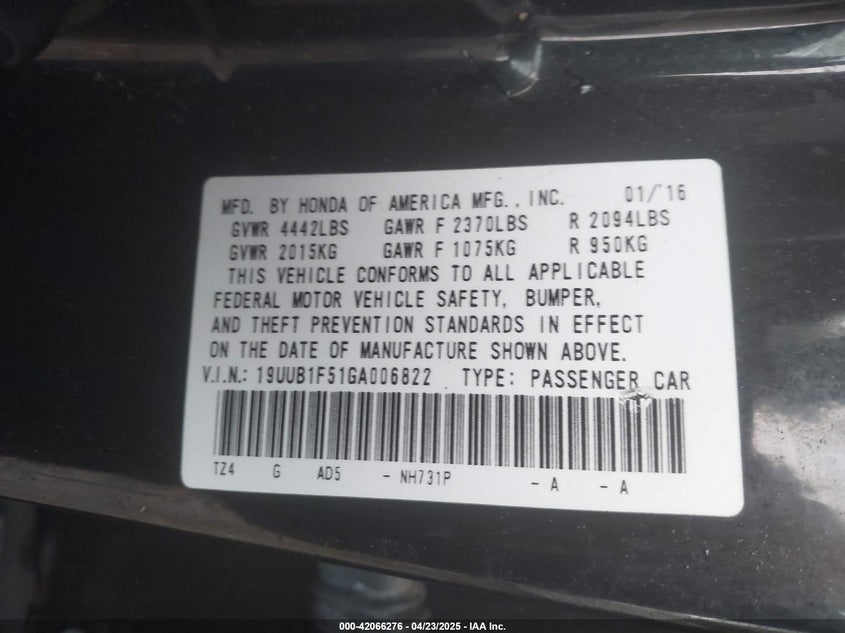 MFD. BY HONDA OF AMERICA MFG., INC. 01/16
GVWR 4442LBS GAWR F 2370LBS R 2094LBS
GVWR 2015KG GAWR F 1075KG R 950KG
THIS VEHICLE CONFORMS TO ALL APPLICABLE
FEDERAL MOTOR VEHICLE SAFETY, BUMPER,
AND THEFT PREVENTION STANDARDS IN EFFECT
ON THE DATE OF MANUFACTURE SHOWN ABOVE.
V.I.N.: 19UUB1F51GA006822 TYPE: PASSENGER CAR
TZ4 G AD5 - NH731P - A - A
000-42066276 - 04/23/2025 - IAA Inc.